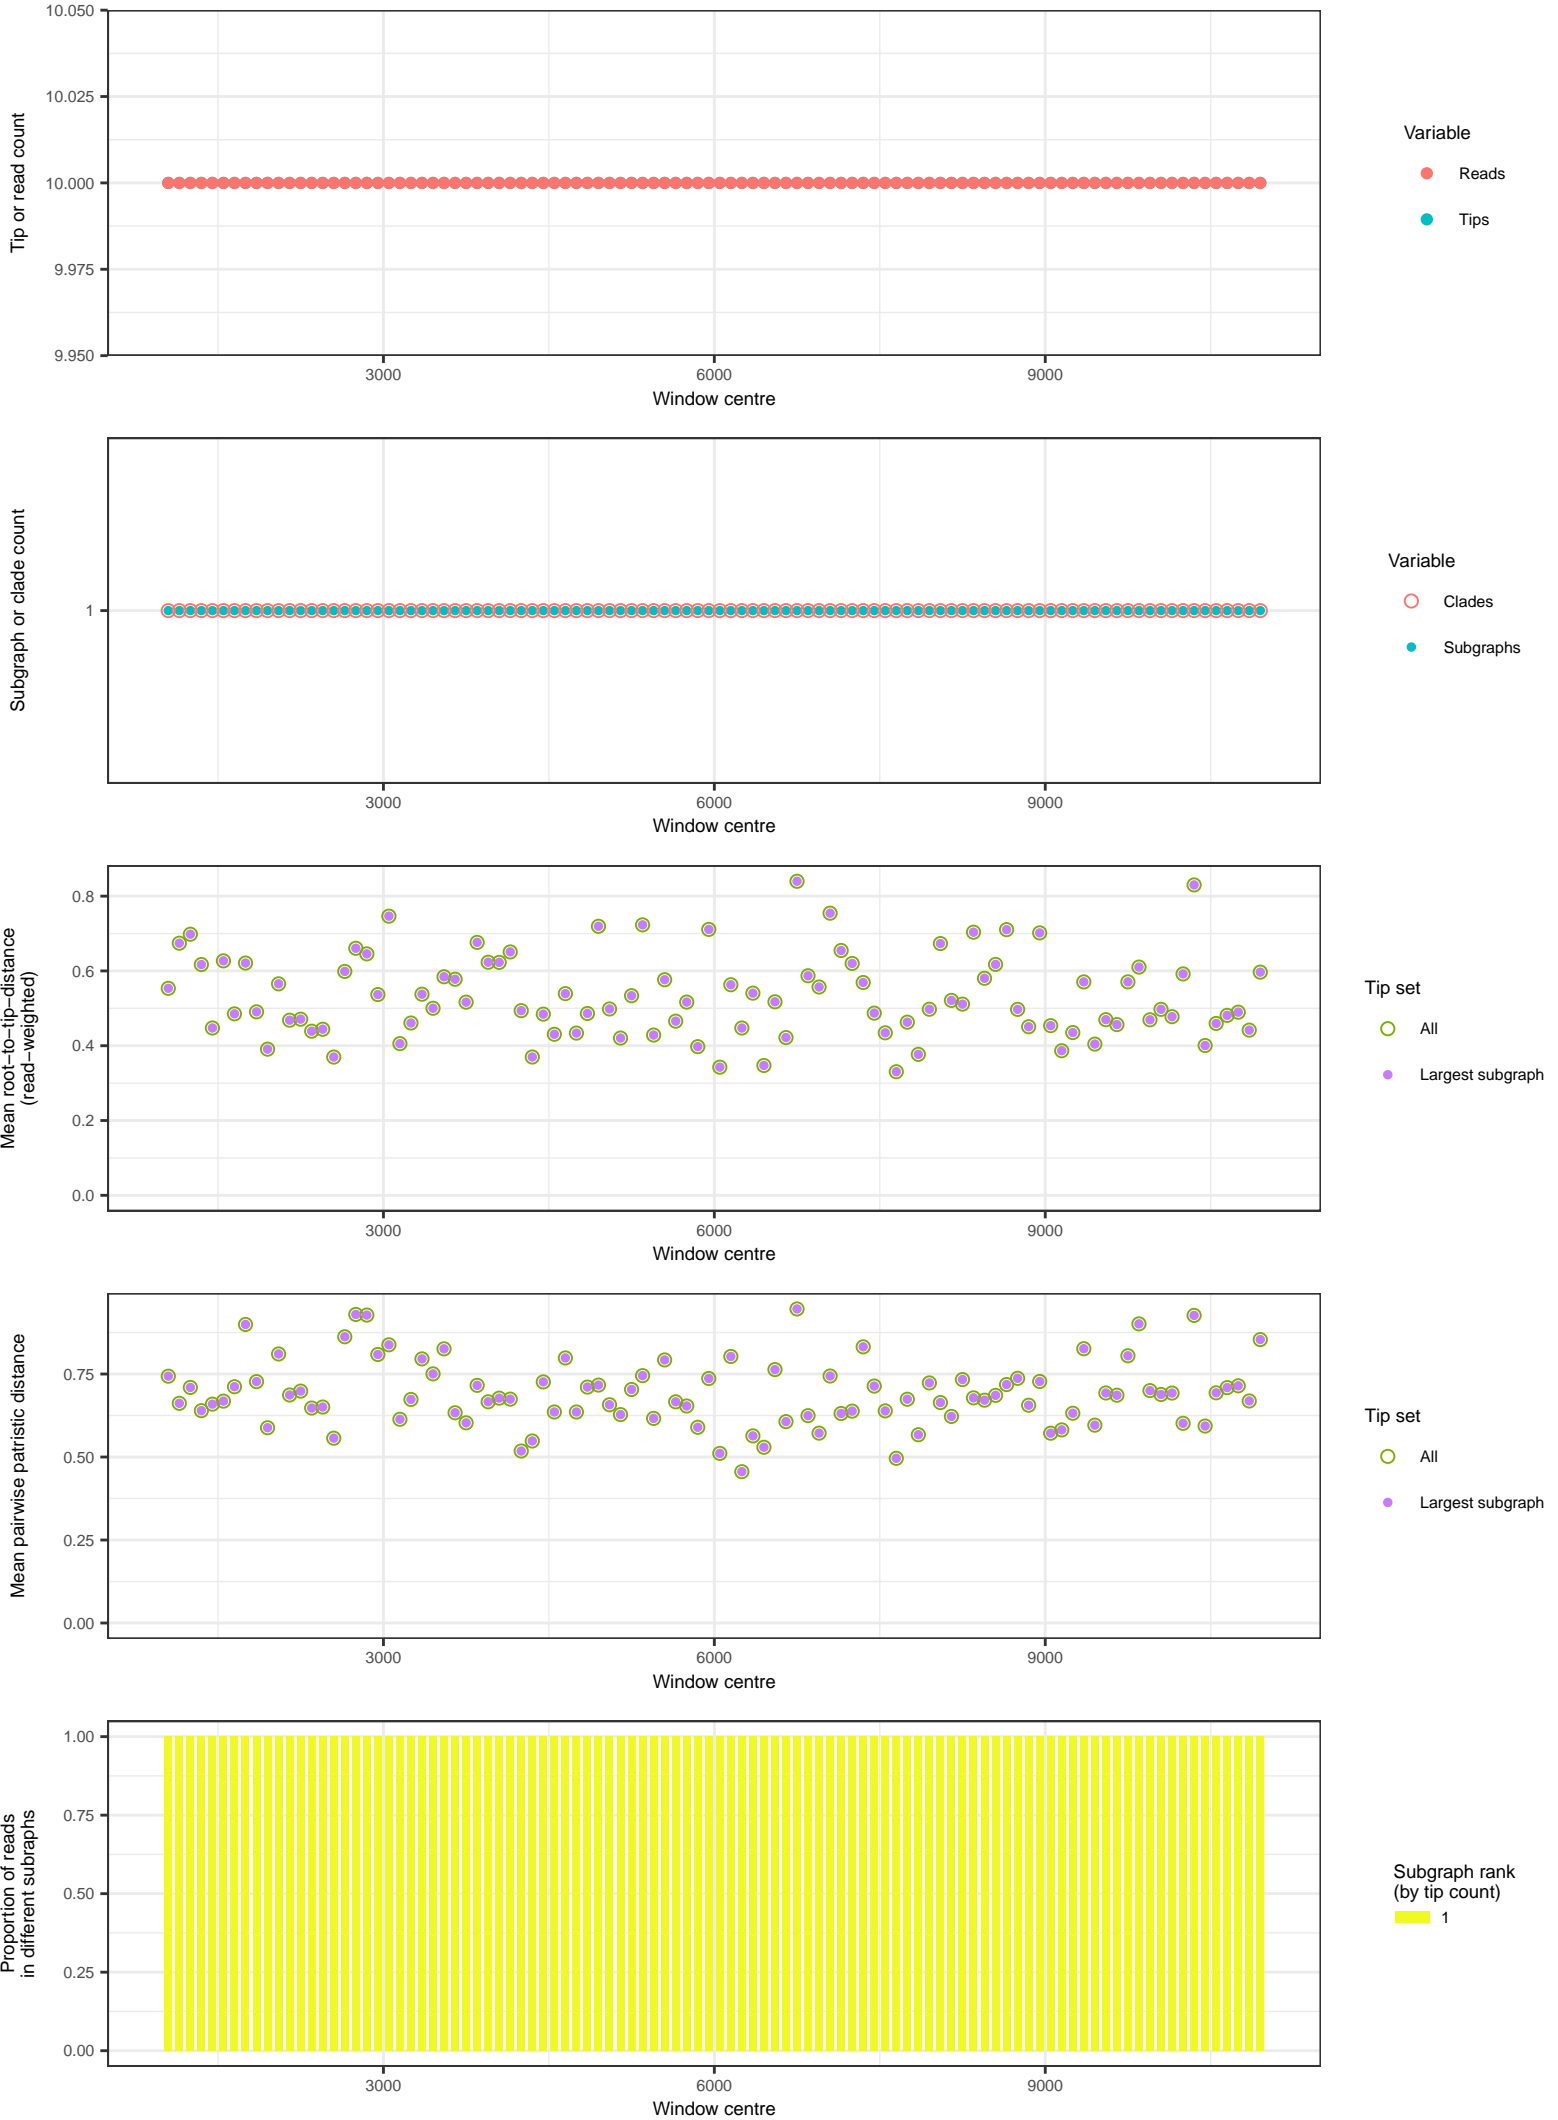 10.050
10.025
10.000
9.975
9.950
Tip or read count
3000 6000 9000
Window centre
Variable
Reads
Tips
Subgraph or clade count
1
3000 6000 9000
Window centre
Variable
Clades
Subgraphs
Mean root−to−tip−distance
(read−weighted)
0.8
0.6
0.4
0.2
0.0
3000 6000 9000
Window centre
Tip set
All
Largest subgraph
Mean pairwise patristic distance
0.75
0.50
0.25
0.00
3000 6000 9000
Window centre
Tip set
All
Largest subgraph
Proportion of reads
in different subraphs
1.00
0.75
0.50
0.25
0.00
3000 6000 9000
Window centre
Subgraph rank
(by tip count)
1